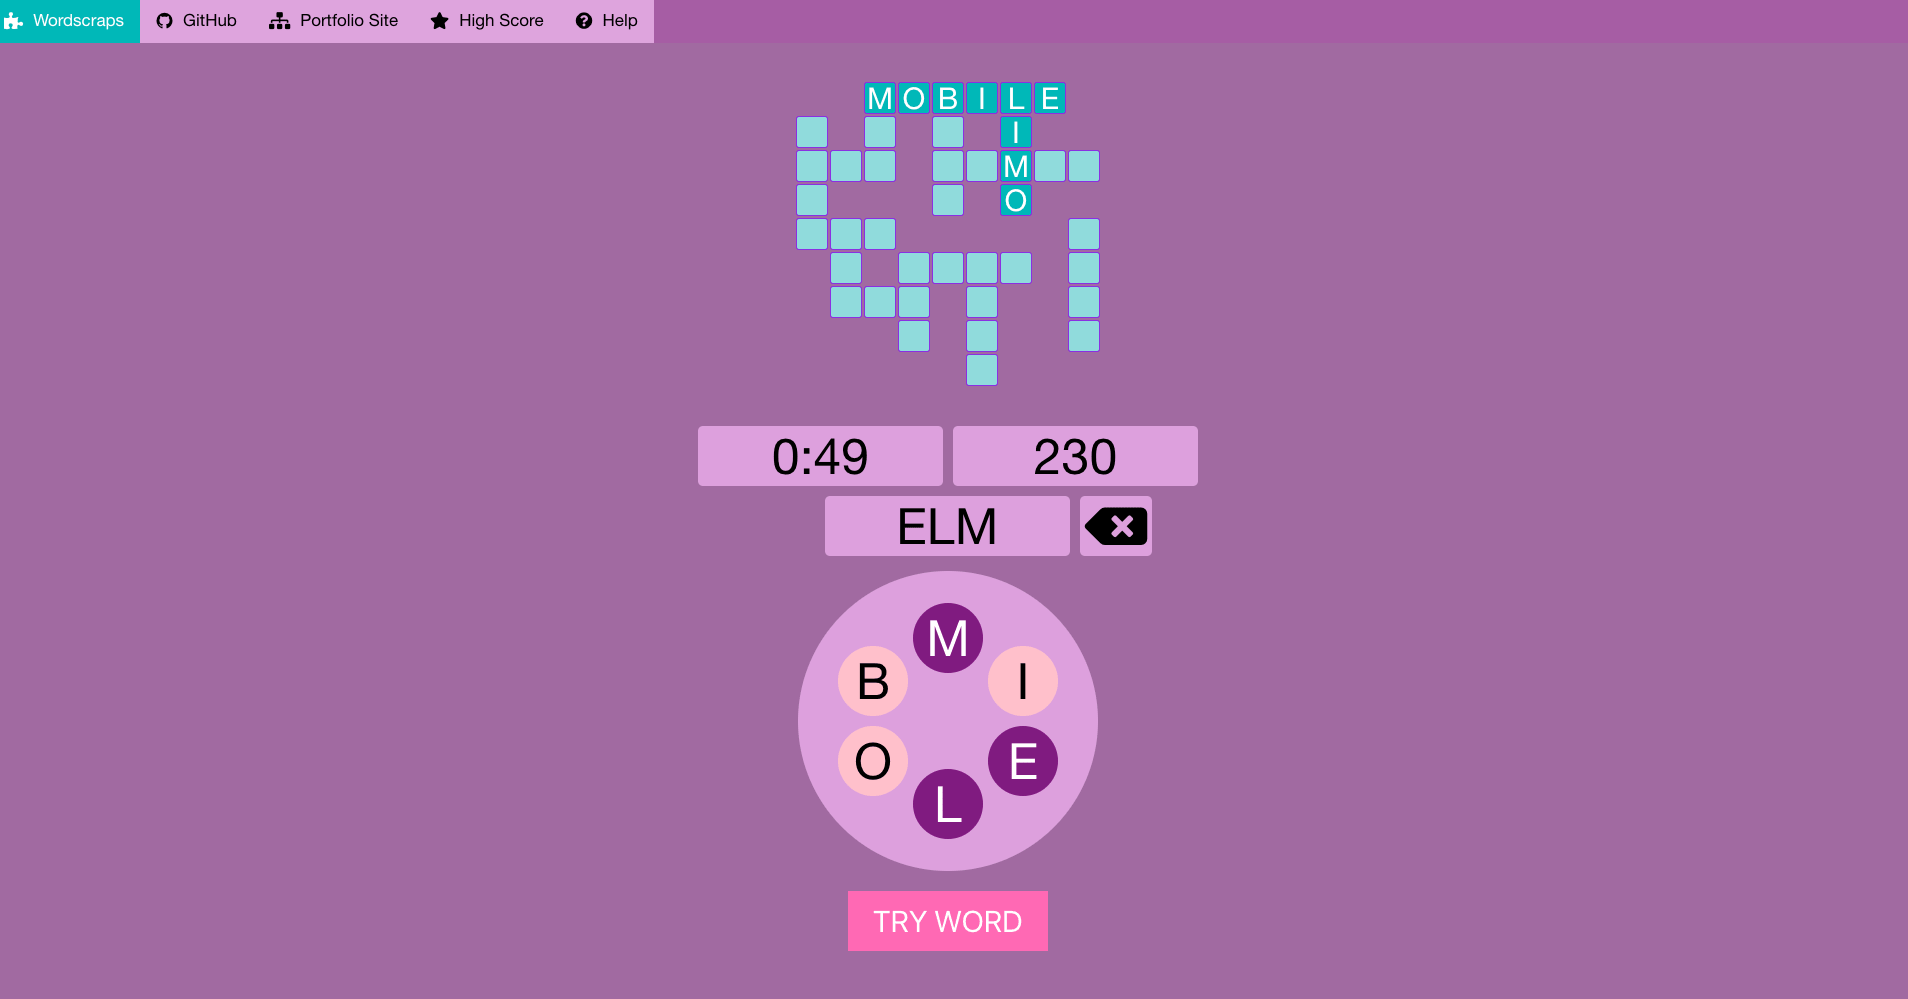 Wordscraps GitHub Portfolio Site High Score Help
MOBILE
I
M
O
0:49 230
ELM
M
B I
O E
L
TRY WORD